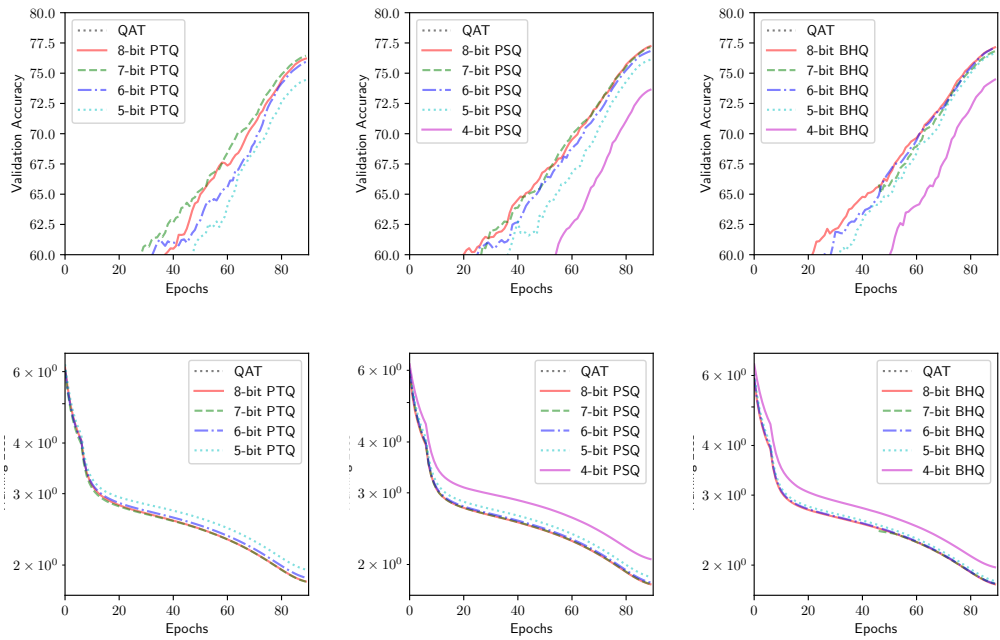 80.0
77.5
75.0
72.5
70.0
67.5
65.0
62.5
60.0
0 20 40 60 80
Epochs
Validation Accuracy
QAT
8-bit PTQ
7-bit PTQ
6-bit PTQ
5-bit PTQ
80.0
77.5
75.0
72.5
70.0
67.5
65.0
62.5
60.0
0 20 40 60 80
Epochs
Validation Accuracy
QAT
8-bit PSQ
7-bit PSQ
6-bit PSQ
5-bit PSQ
4-bit PSQ
80.0
77.5
75.0
72.5
70.0
67.5
65.0
62.5
60.0
0 20 40 60 80
Epochs
Validation Accuracy
QAT
8-bit BHQ
7-bit BHQ
6-bit BHQ
5-bit BHQ
4-bit BHQ
6 × 10⁰
4 × 10⁰
3 × 10⁰
2 × 10⁰
0 20 40 60 80
Epochs
QAT
8-bit PTQ
7-bit PTQ
6-bit PTQ
5-bit PTQ
6 × 10⁰
4 × 10⁰
3 × 10⁰
2 × 10⁰
0 20 40 60 80
Epochs
QAT
8-bit PSQ
7-bit PSQ
6-bit PSQ
5-bit PSQ
4-bit PSQ
6 × 10⁰
4 × 10⁰
3 × 10⁰
2 × 10⁰
0 20 40 60 80
Epochs
QAT
8-bit BHQ
7-bit BHQ
6-bit BHQ
5-bit BHQ
4-bit BHQ